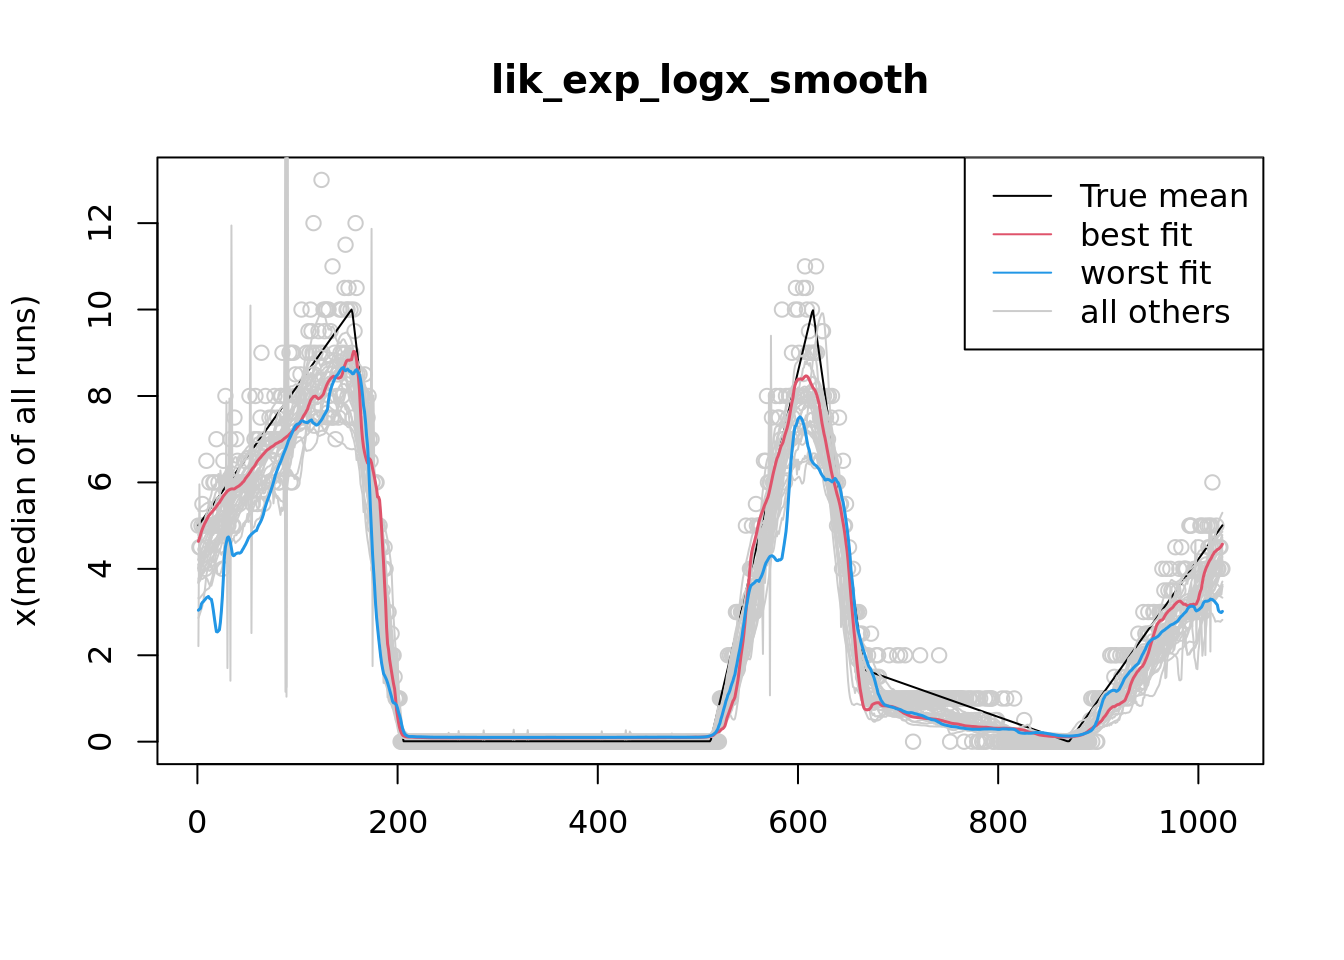 lik_exp_logx_smooth
x(median of all runs)
12
10
8
6
4
2
0
True mean
best fit
worst fit
all others
0 200 400 600 800 1000